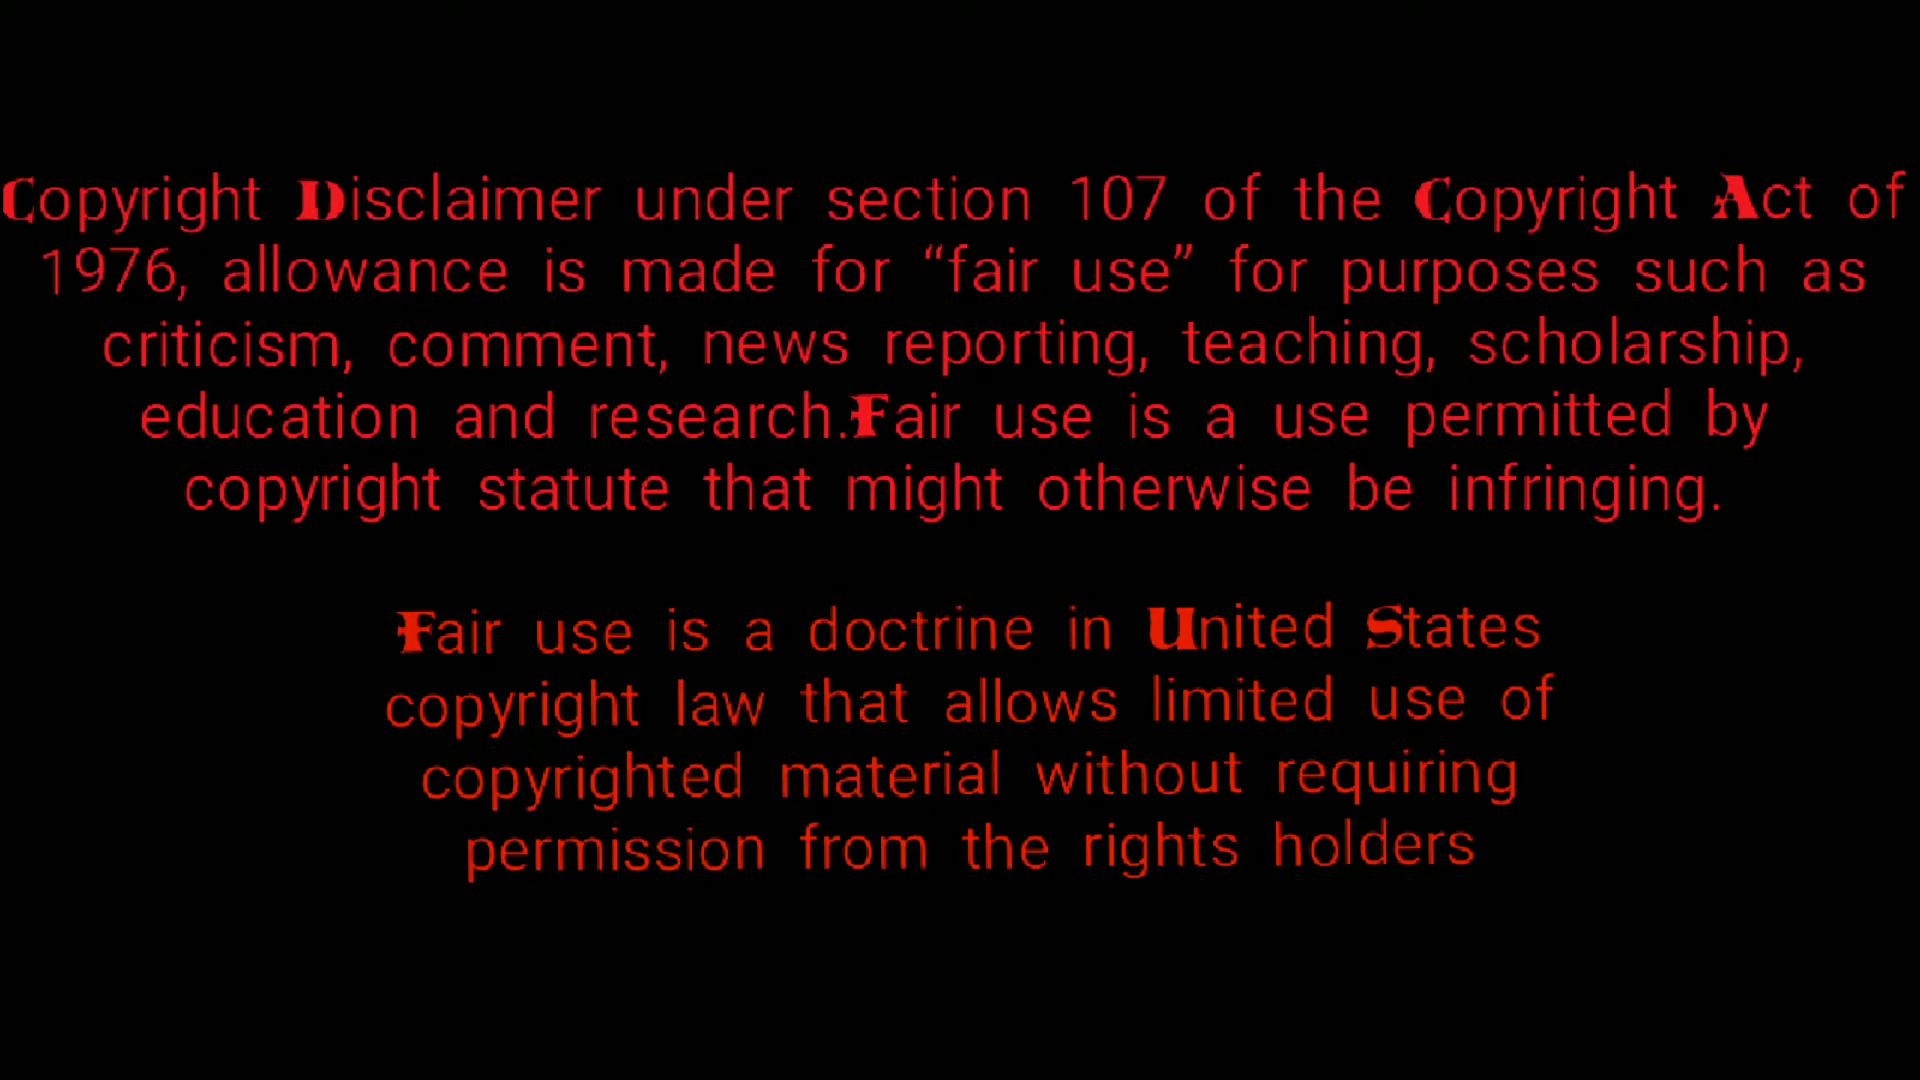 Copyright Disclaimer under section 107 of the Copyright Act of
1976, allowance is made for “fair use” for purposes such as
criticism, comment, news reporting, teaching, scholarship,
education and research.Fair use is a use permitted by
copyright statute that might otherwise be infringing.
Fair use is a doctrine in United States
copyright law that allows limited use of
copyrighted material without requiring
permission from the rights holders